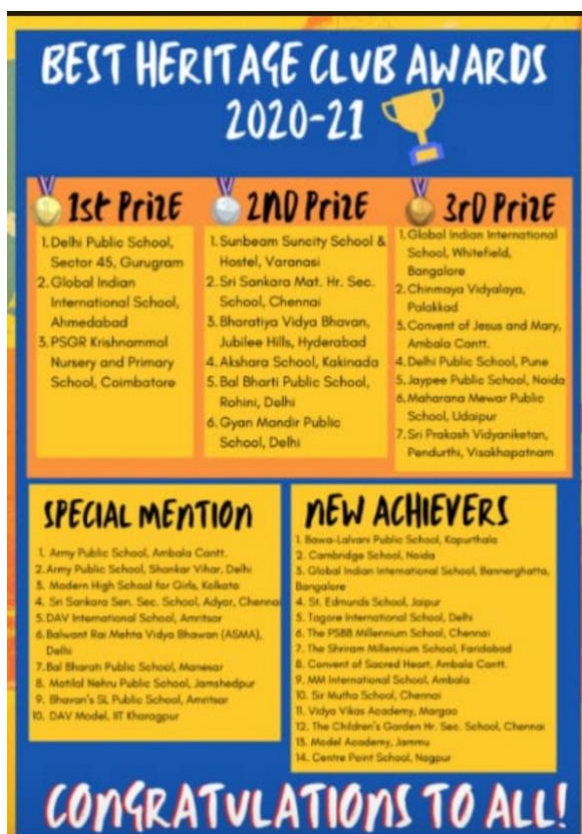 BEST HERITAGE CLUB AWARDS
2020-21
1st Prize
1. Delhi Public School,
Sector 45, Gurugram
2. Global Indian
International School,
Ahmedabad
3. PSGR Krishnammal
Nursery and Primary
School, Coimbatore
2nd Prize
1. Sunbeam Suncity School &
Hostel, Varanasi
2. Sri Sankara Mat. Hr. Sec.
School, Chennai
3. Bharatiya Vidya Bhavan,
Jubilee Hills, Hyderabad
4. Akshara School, Kakinada
5. Bal Bharti Public School,
Rohini, Delhi
6. Gyan Mandir Public
School, Delhi
3rd Prize
1. Global Indian International
School, Whitefield,
Bangalore
2. Chinmaya Vidyalaya,
Palakkad
3. Convent of Jesus and Mary,
Ambala Cantt.
4. Delhi Public School, Pune
5. Jaypee Public School, Noida
6. Maharana Mewar Public
School, Udaipur
7. Sri Prakash Vidyaniketan,
Pendurthi, Visakhapatnam
SPECIAL MENTION
1. Army Public School, Ambala Cantt.
2. Army Public School, Shankar Vihar, Delhi
3. Modern High School for Girls, Kolkata
4. Sri Sankara Sen. Sec. School, Adyar, Chennai
5. DAV International School, Amritsar
6. Balwant Rai Mehta Vidya Bhawan (ASMA),
Delhi
7. Bal Bharati Public School, Manesar
8. Motilal Nehru Public School, Jamshedpur
9. Bhavan's SL Public School, Amritsar
10. DAV Model, IIT Kharagpur
NEW ACHIEVERS
1. Bawa-Lalvani Public School, Kapurthala
2. Cambridge School, Noida
3. Global Indian International School, Bannerghatta,
Bangalore
4. St. Edmunds School, Jaipur
5. Tagore International School, Delhi
6. The PSBB Millennium School, Chennai
7. The Shriram Millennium School, Faridabad
8. Convent of Sacred Heart, Ambala Cantt.
9. MM International School, Ambala
10. Sir Mutha School, Chennai
11. Vidya Vikas Academy, Margao
12. The Children's Garden Hr. Sec. School, Chennai
13. Model Academy, Jammu
14. Centre Point School, Nagpur
CONGRATULATIONS TO ALL!